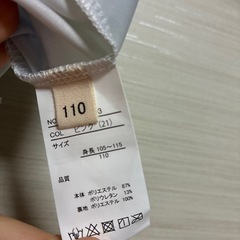 110
NO
3
COL ピンク(21)
サイズ
身長 105〜115
110
品質
本体 ポリエステル 87%
ポリウレタン 13%
裏地 ポリエステル 100%